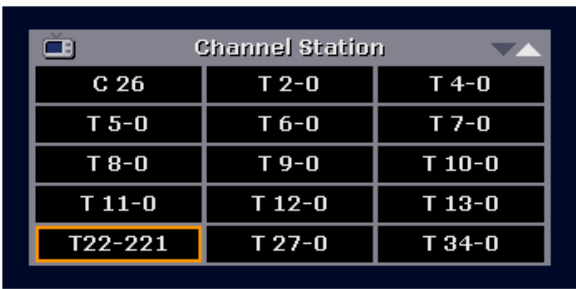 Channel Station
C 26 T 2-0 T 4-0
T 5-0 T 6-0 T 7-0
T 8-0 T 9-0 T 10-0
T 11-0 T 12-0 T 13-0
T22-221 T 27-0 T 34-0